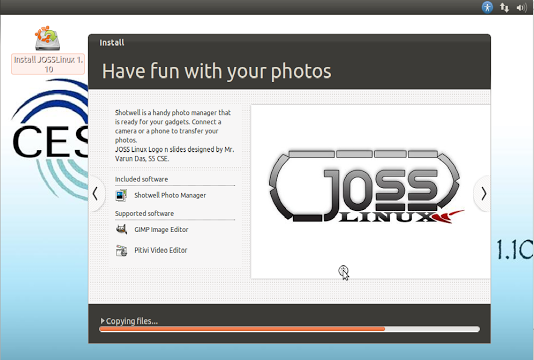 Install
Install JOSSLinux 1.
10
Have fun with your photos
CES
Shotwell is a handy photo manager that
is ready for your gadgets. Connect a
camera or a phone to transfer your
photos.
JOSS Linux Logo n slides designed by Mr.
Varun Das, S5 CSE.
Included software
Shotwell Photo Manager
Supported software
GIMP Image Editor
Pitivi Video Editor
JOSS
LINUX
1.10
Copying files...